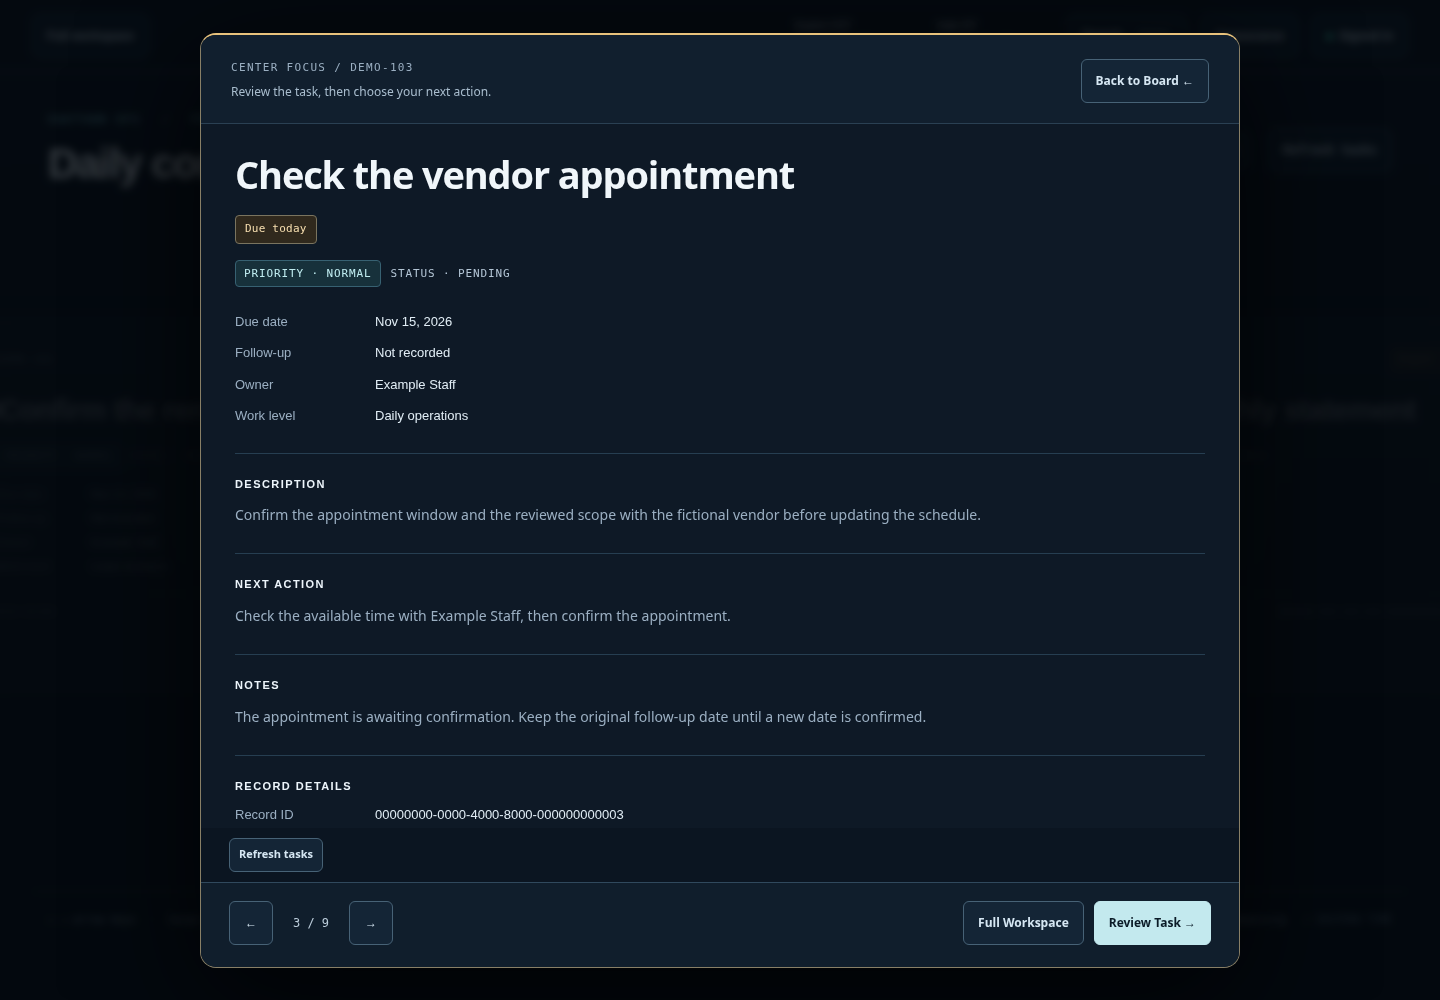 CENTER FOCUS / DEMO-103
Review the task, then choose your next action.
Back to Board ←
Daily
Check the vendor appointment
Due today
PRIORITY · NORMAL STATUS · PENDING
Due date Nov 15, 2026
Follow-up Not recorded
Owner Example Staff
Work level Daily operations
Confirm the
statement
DESCRIPTION
Confirm the appointment window and the reviewed scope with the fictional vendor before updating the schedule.
NEXT ACTION
Check the available time with Example Staff, then confirm the appointment.
NOTES
The appointment is awaiting confirmation. Keep the original follow-up date until a new date is confirmed.
RECORD DETAILS
Record ID 00000000-0000-4000-8000-000000000003
Refresh tasks
← 3 / 9 →
Full Workspace
Review Task →